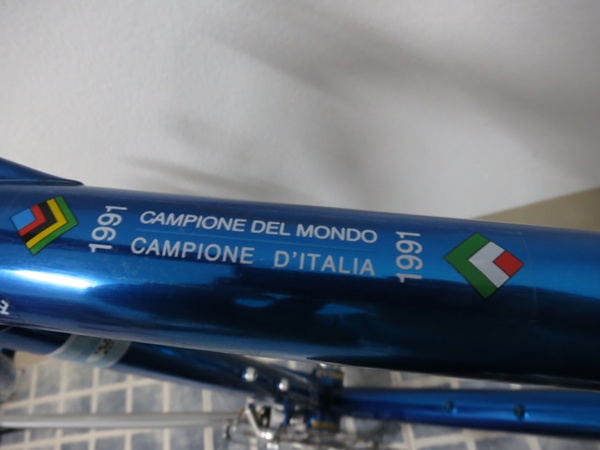 1991
CAMPIONE DEL MONDO
CAMPIONE D'ITALIA
1991